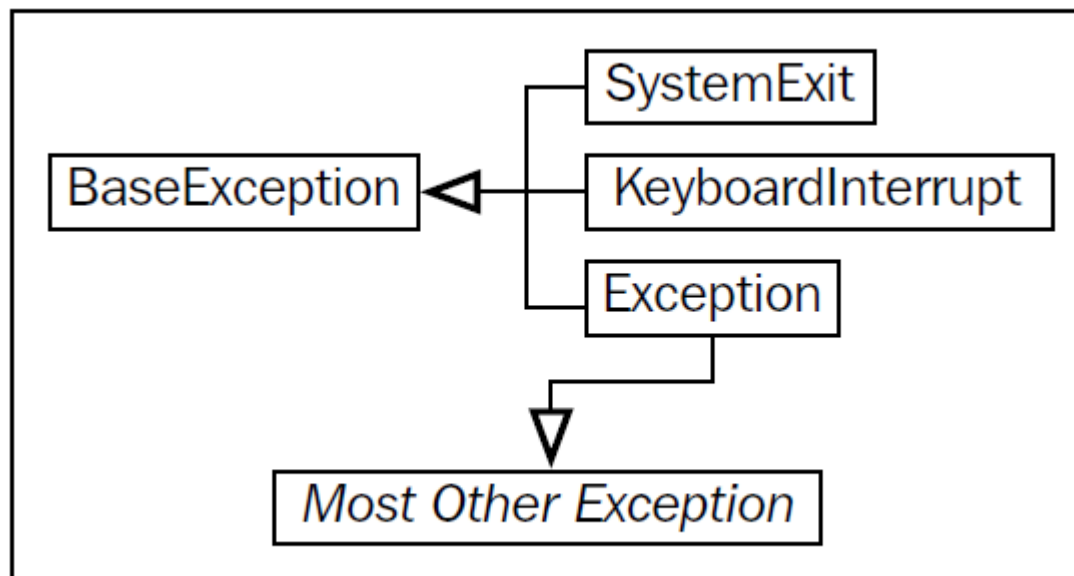 SystemExit
BaseException
KeyboardInterrupt
Exception
Most Other Exception